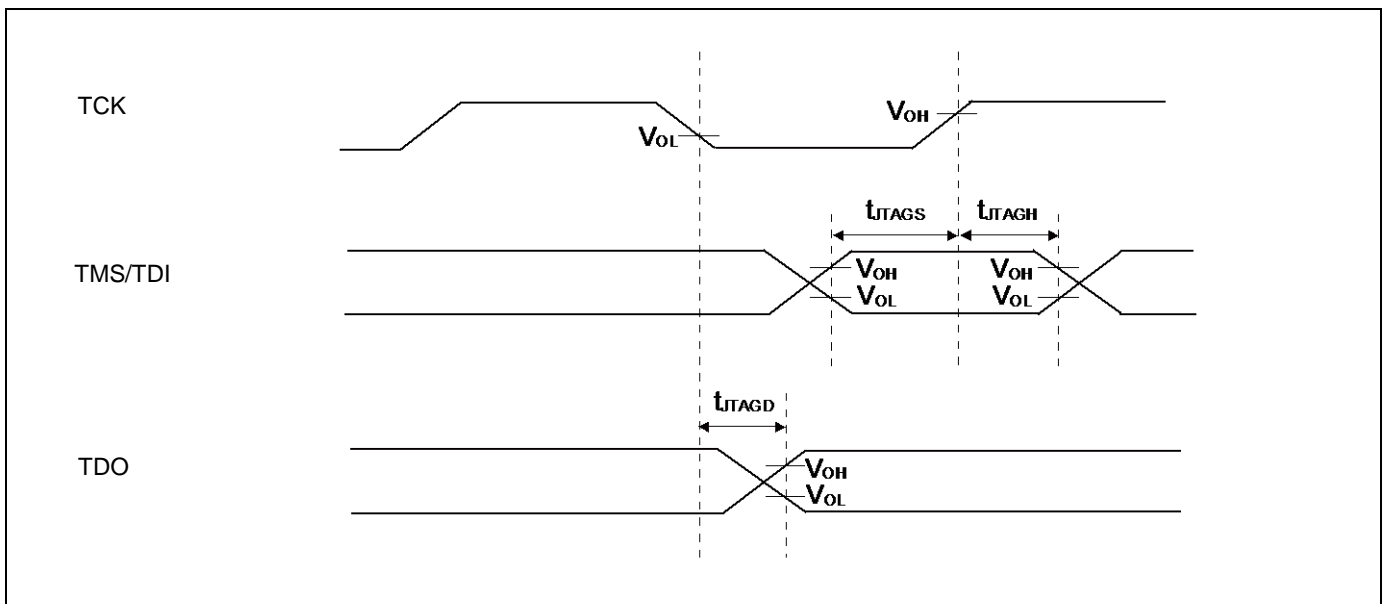 TCK
VOL
VOH
tJTAGS tJTAGH
TMS/TDI
VOH VOH
VOL VOL
tJTAGD
TDO
VOH
VOL